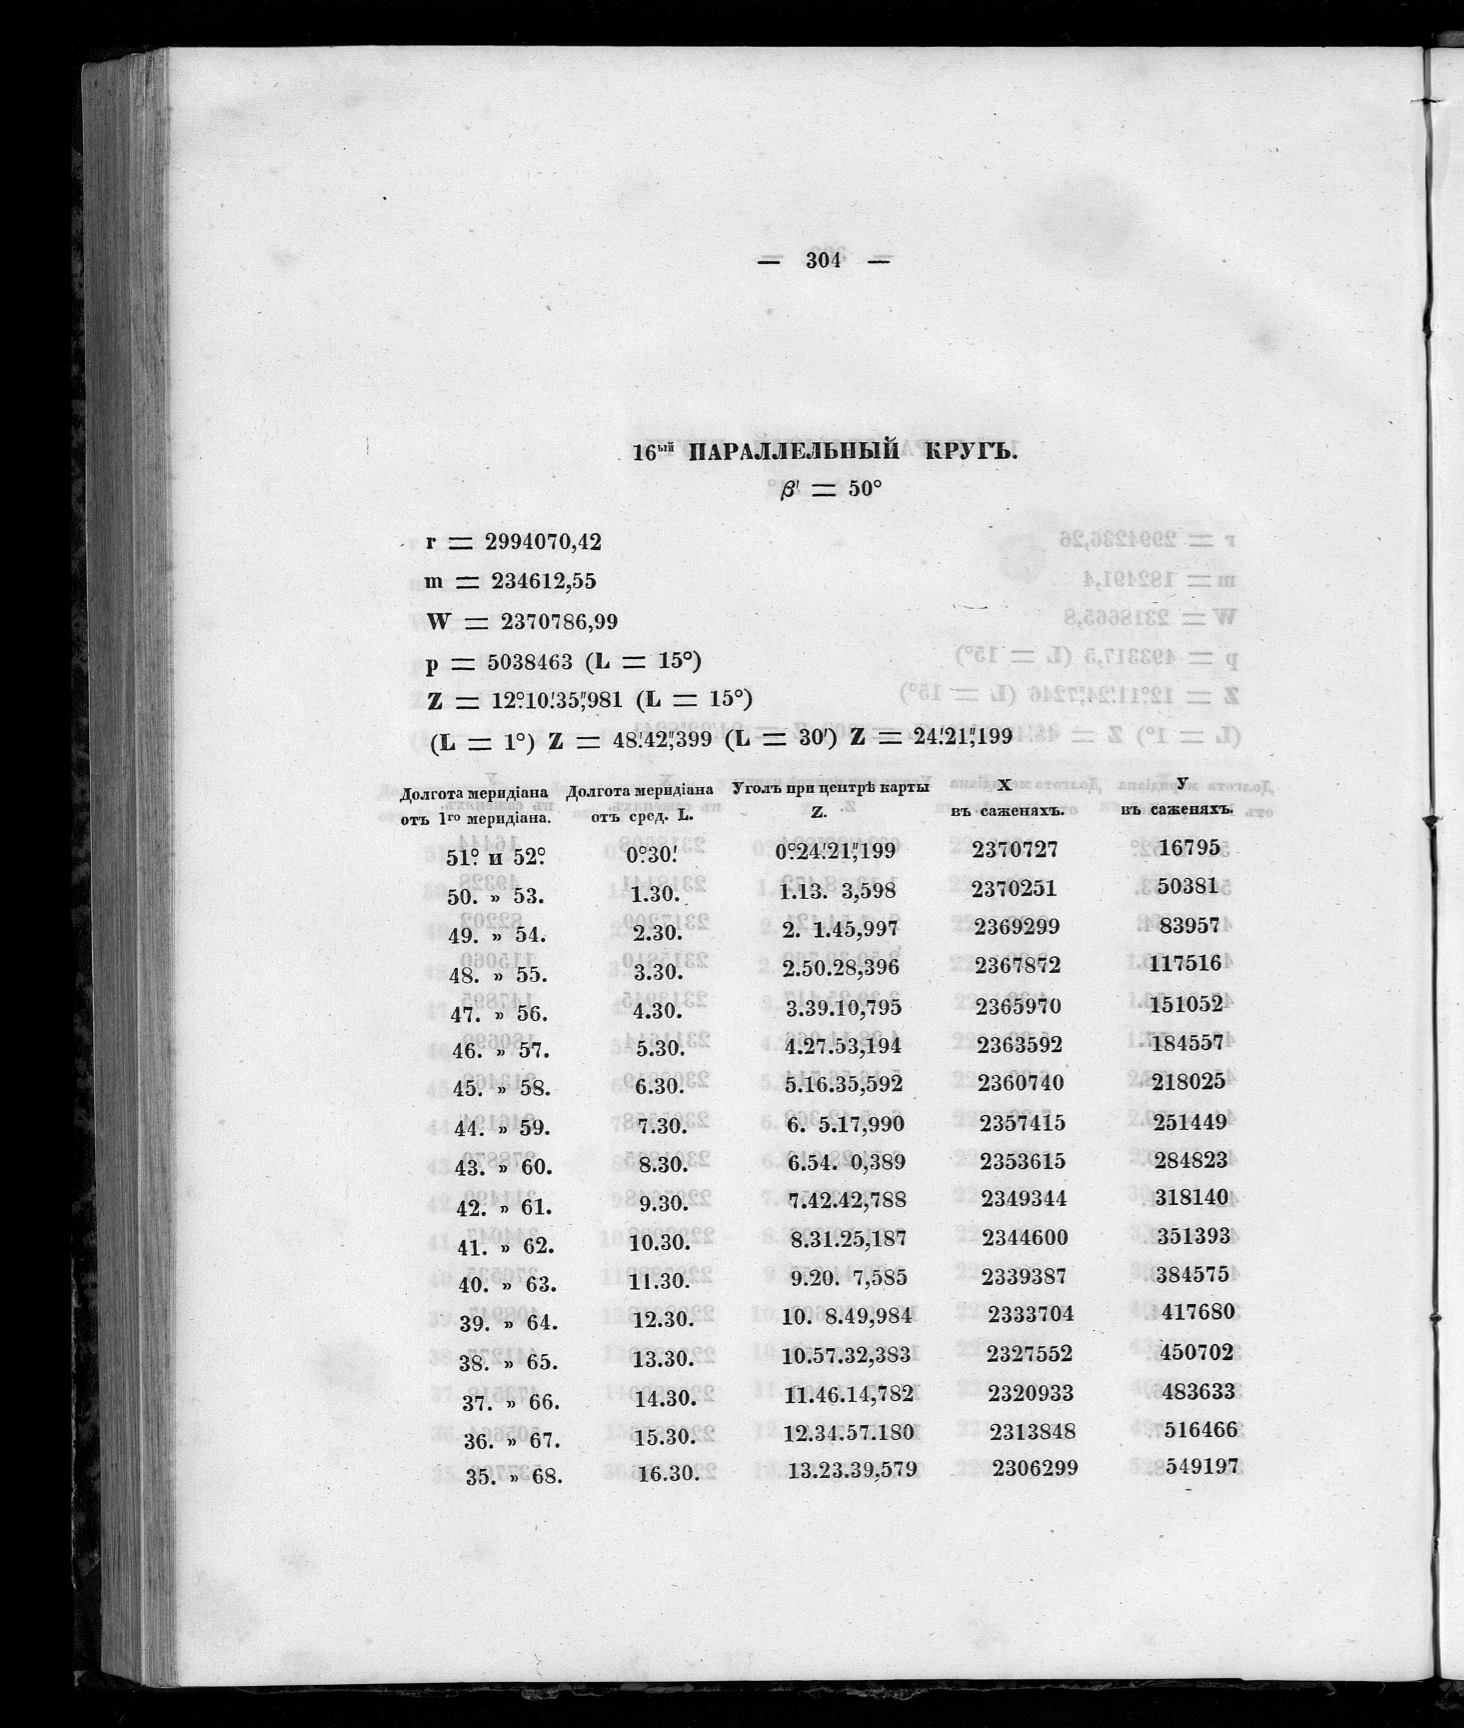 — 304 —
16ый ПАРАЛЛЕЛЬНЫЙ КРУГЪ.
β' = 50°
r = 2994070,42
m = 234612,55
W = 2370786,99
p = 5038463 (L = 15°)
Z = 12°.10'.35",981 (L = 15°)
(L = 1°) Z = 48'.42",399 (L = 30') Z = 24'.21",199
Долгота меридіана Долгота меридіана Уголъ при центрѣ карты X У
отъ 1го меридіана. отъ сред. L. Z. въ саженяхъ. въ саженяхъ.
51°. и 52°. 0°.30'. 0°.24'.21",199 2370727 16795
50. » 53. 1.30. 1.13. 3,598 2370251 50381
49. » 54. 2.30. 2. 1.45,997 2369299 83957
48. » 55. 3.30. 2.50.28,396 2367872 117516
47. » 56. 4.30. 3.39.10,795 2365970 151052
46. » 57. 5.30. 4.27.53,194 2363592 184557
45. » 58. 6.30. 5.16.35,592 2360740 218025
44. » 59. 7.30. 6. 5.17,990 2357415 251449
43. » 60. 8.30. 6.54. 0,389 2353615 284823
42. » 61. 9.30. 7.42.42,788 2349344 318140
41. » 62. 10.30. 8.31.25,187 2344600 351393
40. » 63. 11.30. 9.20. 7,585 2339387 384575
39. » 64. 12.30. 10. 8.49,984 2333704 417680
38. » 65. 13.30. 10.57.32,383 2327552 450702
37. » 66. 14.30. 11.46.14,782 2320933 483633
36. » 67. 15.30. 12.34.57.180 2313848 516466
35. » 68. 16.30. 13.23.39,579 2306299 549197